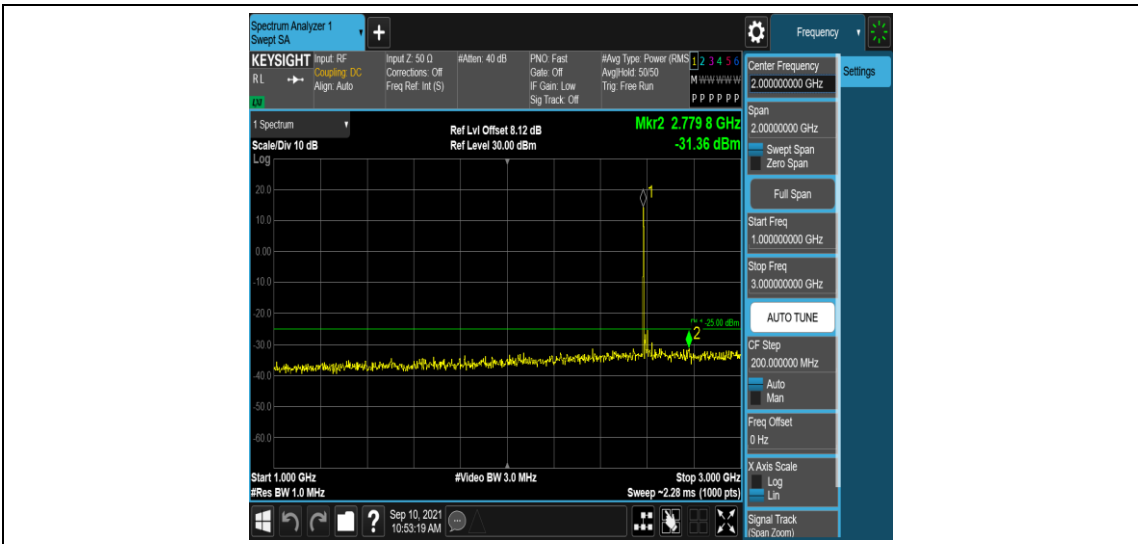 Spectrum Analyzer 1
Swept SA
+
Frequency
KEYSIGHT
RL
LXI
Input: RF
Coupling: DC
Align: Auto
Input Z: 50 Ω
Corrections: Off
Freq Ref: Int (S)
#Atten: 40 dB
PNO: Fast
Gate: Off
IF Gain: Low
Sig Track: Off
#Avg Type: Power (RMS
Avg|Hold: 50/50
Trig: Free Run
1 2 3 4 5 6
M W W W W W
P P P P P P
Center Frequency
2.000000000 GHz
Settings
Span
2.00000000 GHz
Swept Span
Zero Span
Full Span
Start Freq
1.000000000 GHz
Stop Freq
3.000000000 GHz
AUTO TUNE
CF Step
200.000000 MHz
Auto
Man
Freq Offset
0 Hz
X Axis Scale
Log
Lin
Signal Track
(Span Zoom)
1 Spectrum
Scale/Div 10 dB
Log
Ref Lvl Offset 8.12 dB
Ref Level 30.00 dBm
Mkr2 2.779 8 GHz
-31.36 dBm
20.0
10.0
0.00
-10.0
-20.0
-30.0
-40.0
-50.0
-60.0
1
-25.00 dBm
2
Start 1.000 GHz
#Res BW 1.0 MHz
#Video BW 3.0 MHz
Stop 3.000 GHz
Sweep ~2.28 ms (1000 pts)
?
Sep 10, 2021
10:53:19 AM